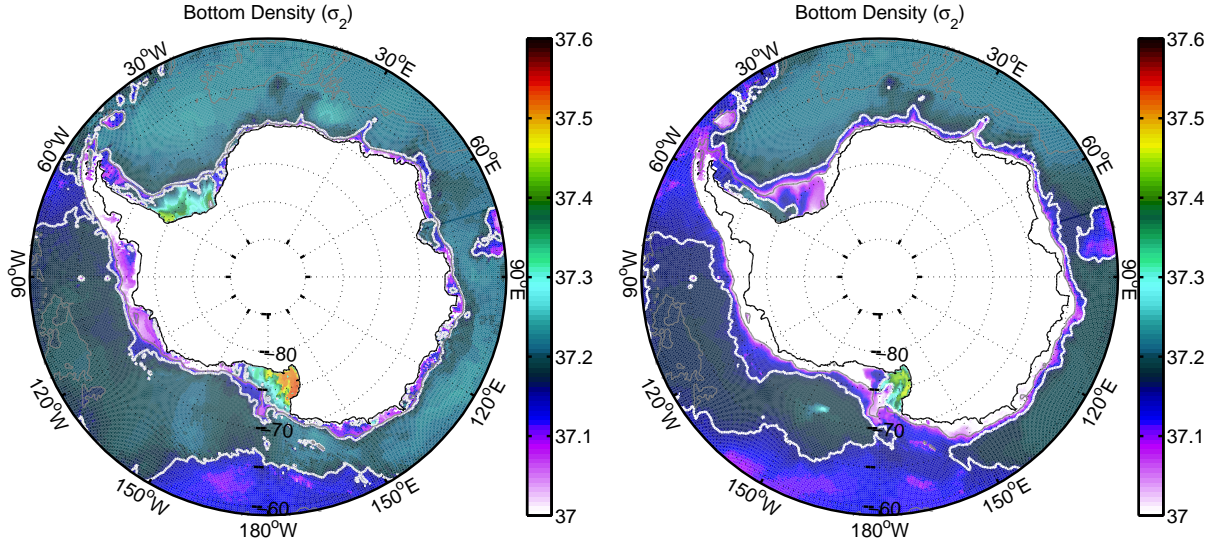 Bottom Density (σ₂)
30°W
30°E
60°W
60°E
90°W
90°E
120°W
120°E
150°W
150°E
180°W
−80
−70
−60
37.6
37.5
37.4
37.3
37.2
37.1
37
Bottom Density (σ₂)
30°W
30°E
60°W
60°E
90°W
90°E
120°W
120°E
150°W
150°E
180°W
−80
−70
−60
37.6
37.5
37.4
37.3
37.2
37.1
37